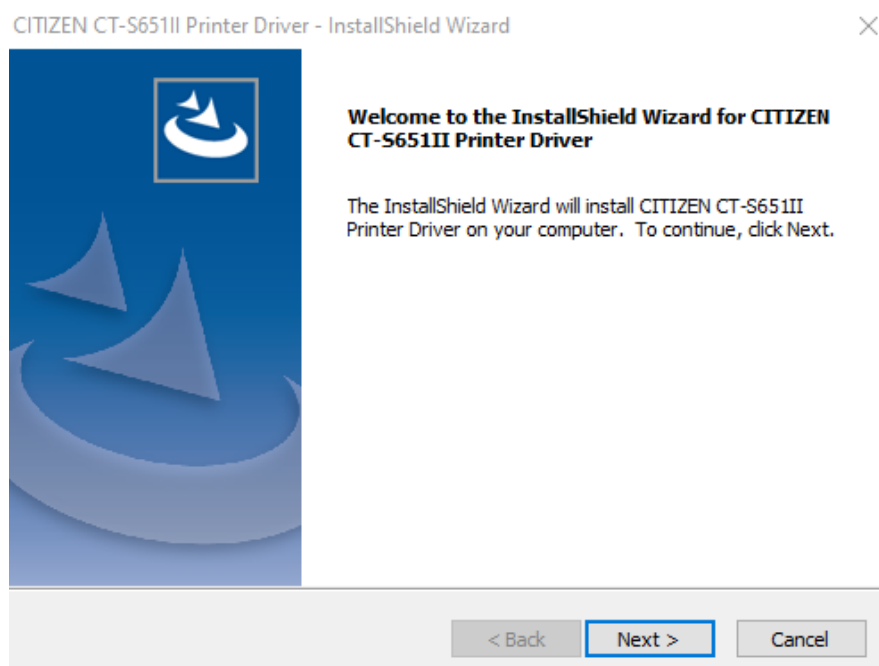 CITIZEN CT-S651II Printer Driver - InstallShield Wizard
Welcome to the InstallShield Wizard for CITIZEN
CT-S651II Printer Driver
The InstallShield Wizard will install CITIZEN CT-S651II
Printer Driver on your computer.  To continue, click Next.
< Back
Next >
Cancel